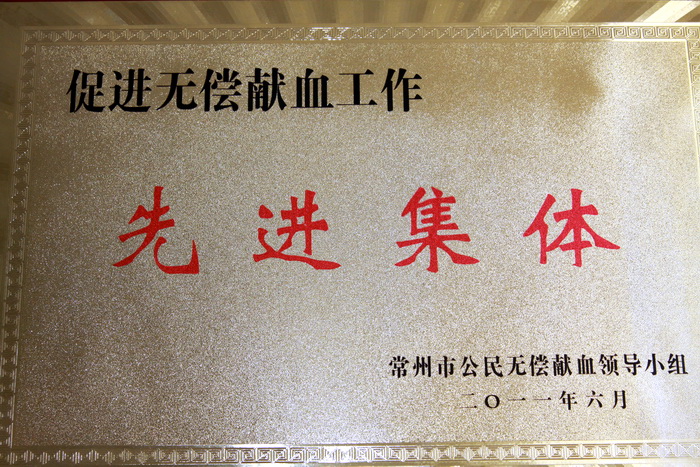 促进无偿献血工作
先进集体
常州市公民无偿献血领导小组
二〇一一年六月